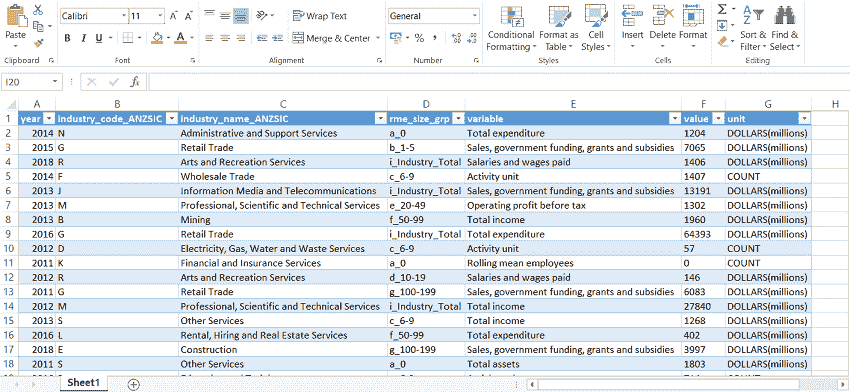 Calibri 11 A A Wrap Text General
Paste B I U A Merge & Center $ % , Conditional Formatting Format as Table Cell Styles Insert Delete Format Sort & Filter Find & Select
Clipboard Font Alignment Number Styles Cells Editing
I20 fx
A B C D E F G H
1 year industry_code_ANZSIC industry_name_ANZSIC rme_size_grp variable value unit
2 2014 N Administrative and Support Services a_0 Total expenditure 1204 DOLLARS(millions)
3 2015 G Retail Trade b_1-5 Sales, government funding, grants and subsidies 7065 DOLLARS(millions)
4 2018 R Arts and Recreation Services i_Industry_Total Salaries and wages paid 1406 DOLLARS(millions)
5 2014 F Wholesale Trade c_6-9 Activity unit 1407 COUNT
6 2013 J Information Media and Telecommunications i_Industry_Total Sales, government funding, grants and subsidies 13191 DOLLARS(millions)
7 2013 M Professional, Scientific and Technical Services e_20-49 Operating profit before tax 1302 DOLLARS(millions)
8 2013 B Mining f_50-99 Total income 1960 DOLLARS(millions)
9 2016 G Retail Trade i_Industry_Total Total expenditure 64393 DOLLARS(millions)
10 2012 D Electricity, Gas, Water and Waste Services c_6-9 Activity unit 57 COUNT
11 2011 K Financial and Insurance Services a_0 Rolling mean employees 0 COUNT
12 2012 R Arts and Recreation Services d_10-19 Salaries and wages paid 146 DOLLARS(millions)
13 2011 G Retail Trade g_100-199 Sales, government funding, grants and subsidies 6083 DOLLARS(millions)
14 2012 M Professional, Scientific and Technical Services i_Industry_Total Total income 27840 DOLLARS(millions)
15 2013 S Other Services c_6-9 Total income 1268 DOLLARS(millions)
16 2016 L Rental, Hiring and Real Estate Services f_50-99 Total expenditure 402 DOLLARS(millions)
17 2018 E Construction g_100-199 Sales, government funding, grants and subsidies 3997 DOLLARS(millions)
18 2011 S Other Services a_0 Total assets 1803 DOLLARS(millions)
Sheet1